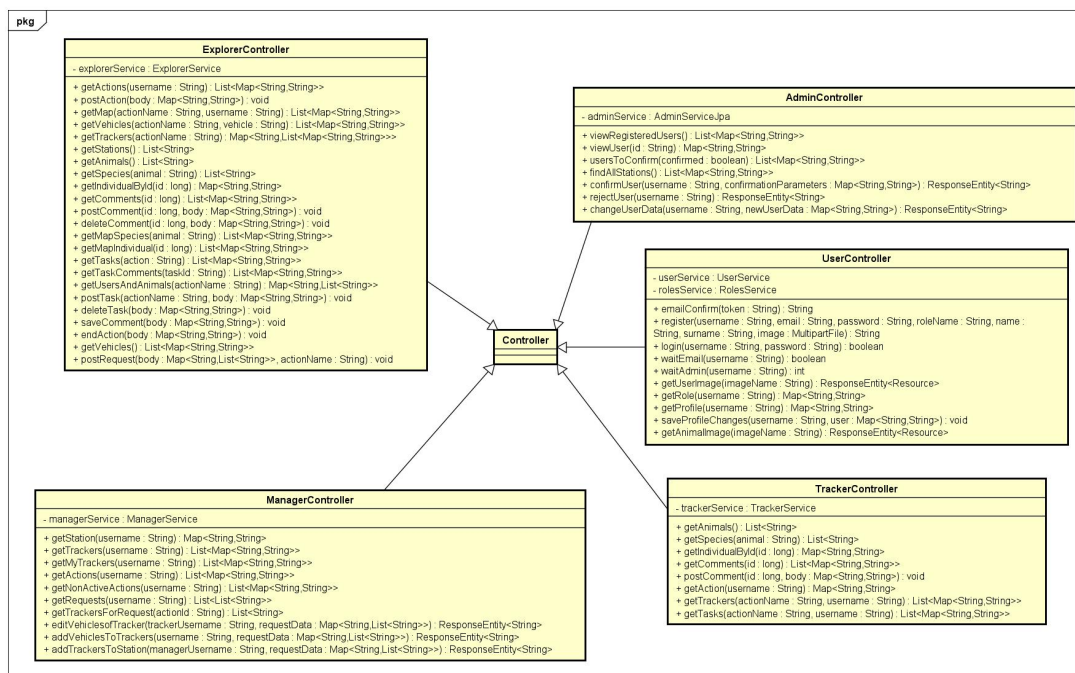 pkg
ExplorerController
- explorerService : ExplorerService
+ getActions(username : String) : List<Map<String,String>>
+ postAction(body : Map<String,String>) : void
+ getMap(actionName : String, username : String) : List<Map<String,String>>
+ getVehicles(actionName : String, vehicle : String) : List<Map<String,String>>
+ getTrackers(actionName : String) : Map<String,List<Map<String,String>>>
+ getStations() : List<String>
+ getAnimals() : List<String>
+ getSpecies(animal : String) : List<String>
+ getIndividualById(id : long) : Map<String,String>
+ getComments(id : long) : List<Map<String,String>>
+ postComment(id : long, body : Map<String,String>) : void
+ deleteComment(id : long, body : Map<String,String>) : void
+ getMapSpecies(animal : String) : List<Map<String,String>>
+ getMapIndividual(id : long) : List<Map<String,String>>
+ getTasks(action : String) : List<Map<String,String>>
+ getTaskComments(taskId : String) : List<Map<String,String>>
+ getUsersAndAnimals(actionName : String) : Map<String,List<String>>
+ postTask(actionName : String, body : Map<String,String>) : void
+ deleteTask(body : Map<String,String>) : void
+ saveComment(body : Map<String,String>) : void
+ endAction(body : Map<String,String>) : void
+ getVehicles() : List<Map<String,String>>
+ postRequest(body : Map<String,List<String>>, actionName : String) : void
AdminController
- adminService : AdminServiceJpa
+ viewRegisteredUsers() : List<Map<String,String>>
+ viewUser(id : String) : Map<String,String>
+ usersToConfirm(confirmed : boolean) : List<Map<String,String>>
+ findAllStations() : List<Map<String,String>>
+ confirmUser(username : String, confirmationParameters : Map<String,String>) : ResponseEntity<String>
+ rejectUser(username : String) : ResponseEntity<String>
+ changeUserData(username : String, newUserData : Map<String,String>) : ResponseEntity<String>
UserController
- userService : UserService
- rolesService : RolesService
+ emailConfirm(token : String) : String
+ register(username : String, email : String, password : String, roleName : String, name :
String, surname : String, image : MultipartFile) : String
+ login(username : String, password : String) : boolean
+ waitEmail(username : String) : boolean
+ waitAdmin(username : String) : int
+ getUserImage(imageName : String) : ResponseEntity<Resource>
+ getRole(username : String) : Map<String,String>
+ getProfile(username : String) : Map<String,String>
+ saveProfileChanges(username : String, user : Map<String,String>) : void
+ getAnimalImage(imageName : String) : ResponseEntity<Resource>
Controller
ManagerController
- managerService : ManagerService
+ getStation(username : String) : Map<String,String>
+ getTrackers(username : String) : List<Map<String,String>>
+ getMyTrackers(username : String) : List<Map<String,String>>
+ getActions(username : String) : List<Map<String,String>>
+ getNonActiveActions(username : String) : List<Map<String,String>>
+ getRequests(username : String) : List<List<String>>
+ getTrackersForRequest(actionId : String) : List<String>
+ editVehiclesofTracker(trackerUsername : String, requestData : Map<String,List<String>>) : ResponseEntity<String>
+ addVehiclesToTrackers(username : String, requestData : Map<String,List<String>>) : ResponseEntity<String>
+ addTrackersToStation(managerUsername : String, requestData : Map<String,List<String>>) : ResponseEntity<String>
TrackerController
- trackerService : TrackerService
+ getAnimals() : List<String>
+ getSpecies(animal : String) : List<String>
+ getIndividualById(id : long) : Map<String,String>
+ getComments(id : long) : List<Map<String,String>>
+ postComment(id : long, body : Map<String,String>) : void
+ getAction(username : String) : Map<String,String>
+ getTrackers(actionName : String, username : String) : List<Map<String,String>>
+ getTasks(actionName : String, username : String) : List<Map<String,String>>